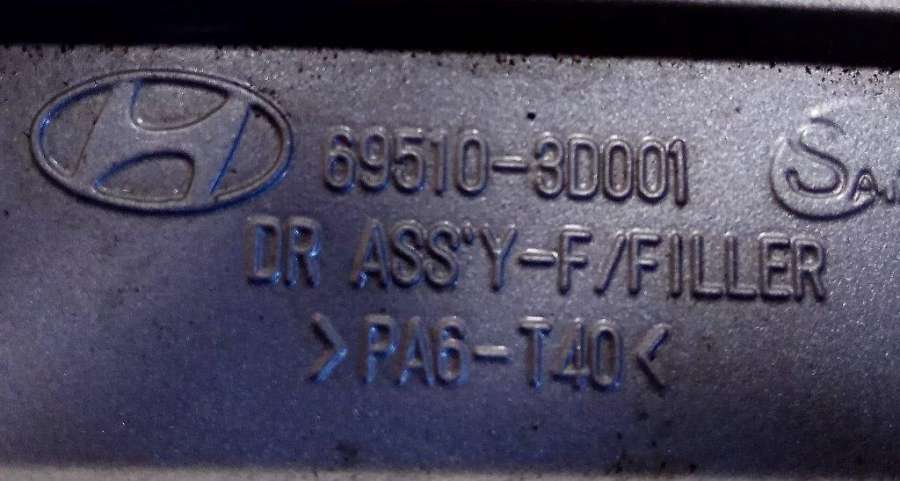 69510-3D001
DR ASS'Y-F/FILLER
>PA6-T40<